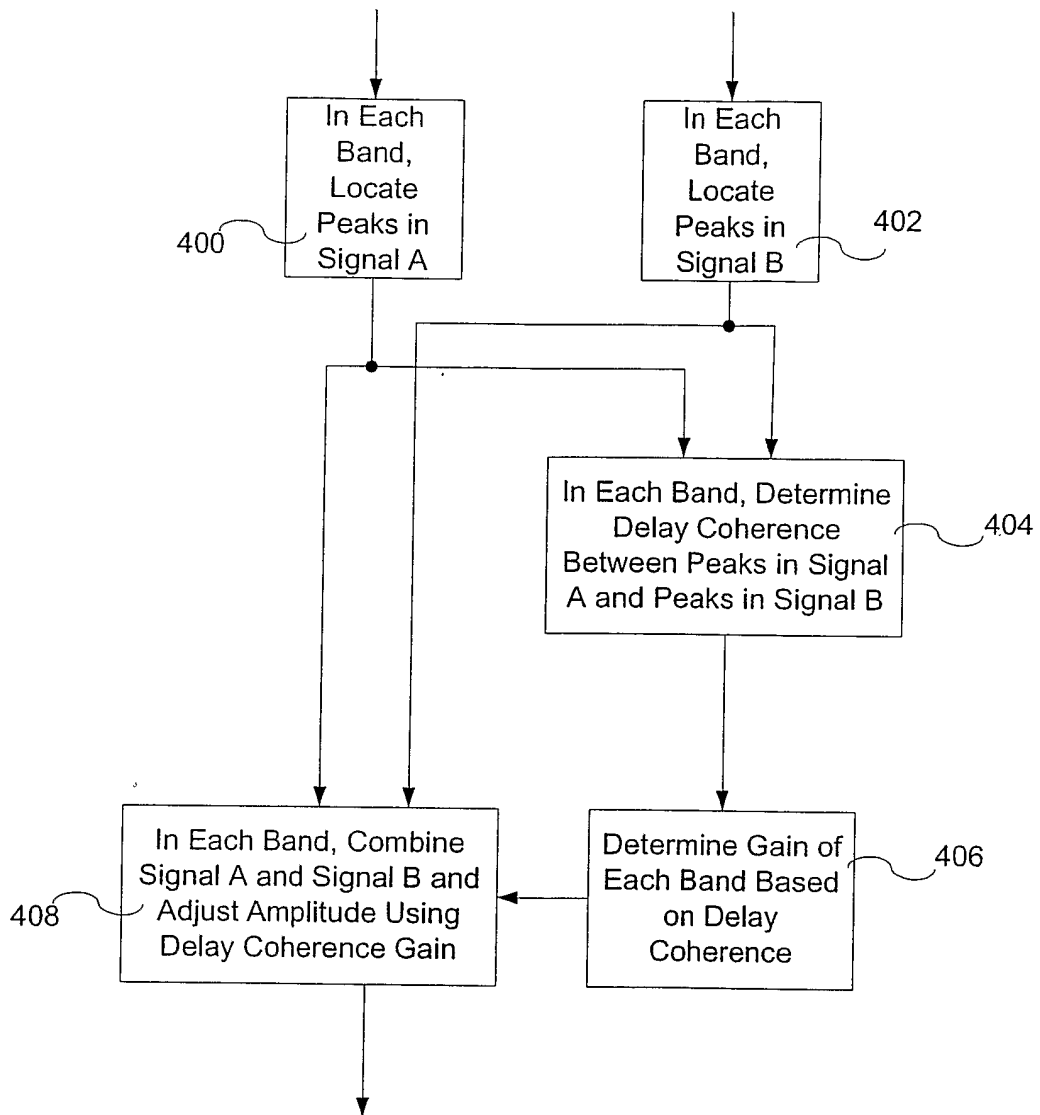 In Each
Band,
Locate
Peaks in
Signal A
400
In Each
Band,
Locate
Peaks in
Signal B
402
In Each Band, Determine
Delay Coherence
Between Peaks in Signal
A and Peaks in Signal B
404
In Each Band, Combine
Signal A and Signal B and
Adjust Amplitude Using
Delay Coherence Gain
408
Determine Gain of
Each Band Based
on Delay
Coherence
406